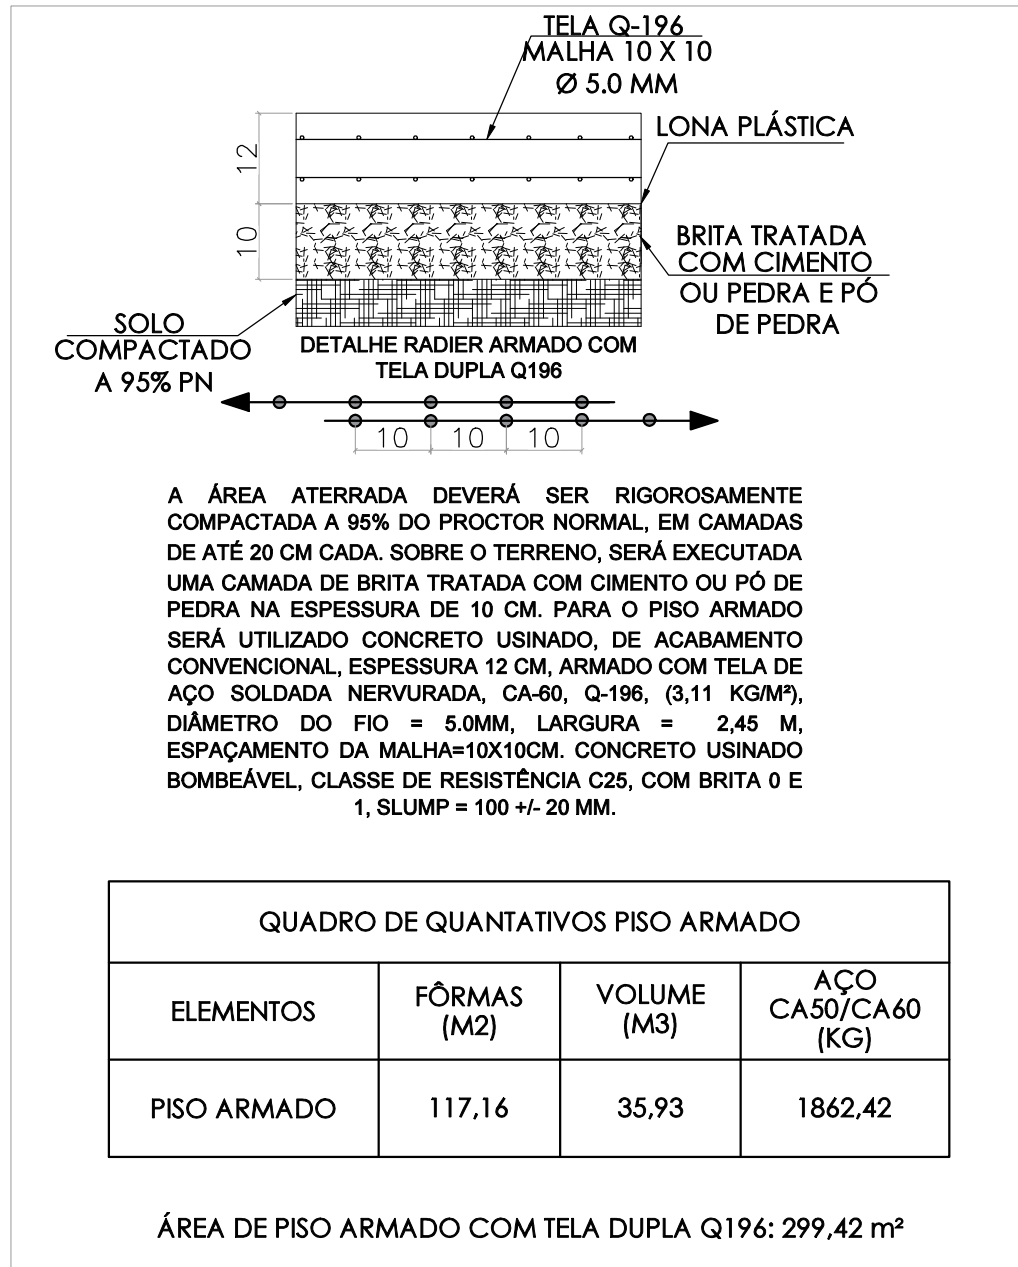 TELA Q-196
MALHA 10 X 10
Ø 5.0 MM
LONA PLÁSTICA
12
10
BRITA TRATADA
COM CIMENTO
OU PEDRA E PÓ
DE PEDRA
SOLO
COMPACTADO
A 95% PN
DETALHE RADIER ARMADO COM
TELA DUPLA Q196
10 10 10
A ÁREA ATERRADA DEVERÁ SER RIGOROSAMENTE
COMPACTADA A 95% DO PROCTOR NORMAL, EM CAMADAS
DE ATÉ 20 CM CADA. SOBRE O TERRENO, SERÁ EXECUTADA
UMA CAMADA DE BRITA TRATADA COM CIMENTO OU PÓ DE
PEDRA NA ESPESSURA DE 10 CM. PARA O PISO ARMADO
SERÁ UTILIZADO CONCRETO USINADO, DE ACABAMENTO
CONVENCIONAL, ESPESSURA 12 CM, ARMADO COM TELA DE
AÇO SOLDADA NERVURADA, CA-60, Q-196, (3,11 KG/M²),
DIÂMETRO DO FIO = 5.0MM, LARGURA = 2,45 M,
ESPAÇAMENTO DA MALHA=10X10CM. CONCRETO USINADO
BOMBEÁVEL, CLASSE DE RESISTÊNCIA C25, COM BRITA 0 E
1, SLUMP = 100 +/- 20 MM.
QUADRO DE QUANTATIVOS PISO ARMADO
ELEMENTOS
FÔRMAS
(M2)
VOLUME
(M3)
AÇO
CA50/CA60
(KG)
PISO ARMADO
117,16
35,93
1862,42
ÁREA DE PISO ARMADO COM TELA DUPLA Q196: 299,42 m²